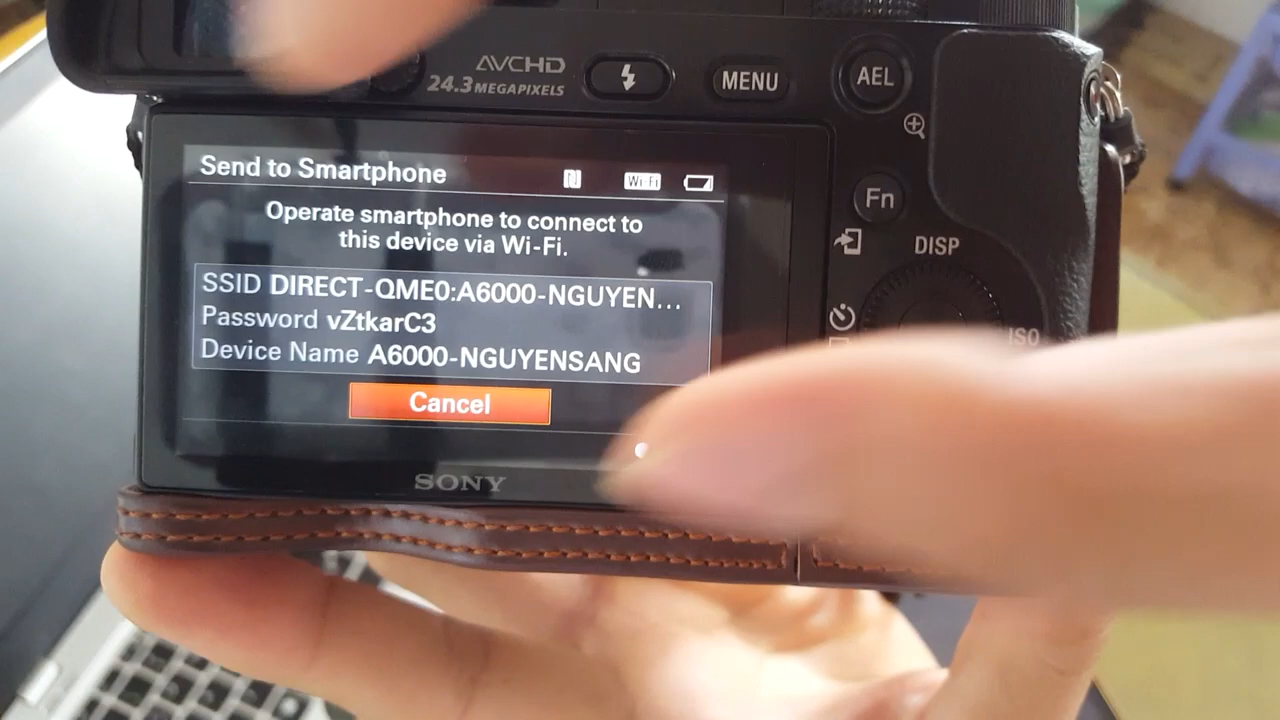 AVCHD
24.3 MEGAPIXELS
MENU
AEL
Fn
DISP
ISO
Send to Smartphone
Wi-Fi
Operate smartphone to connect to
this device via Wi-Fi.
SSID DIRECT-QME0:A6000-NGUYEN...
Password vZtkarC3
Device Name A6000-NGUYENSANG
Cancel
SONY